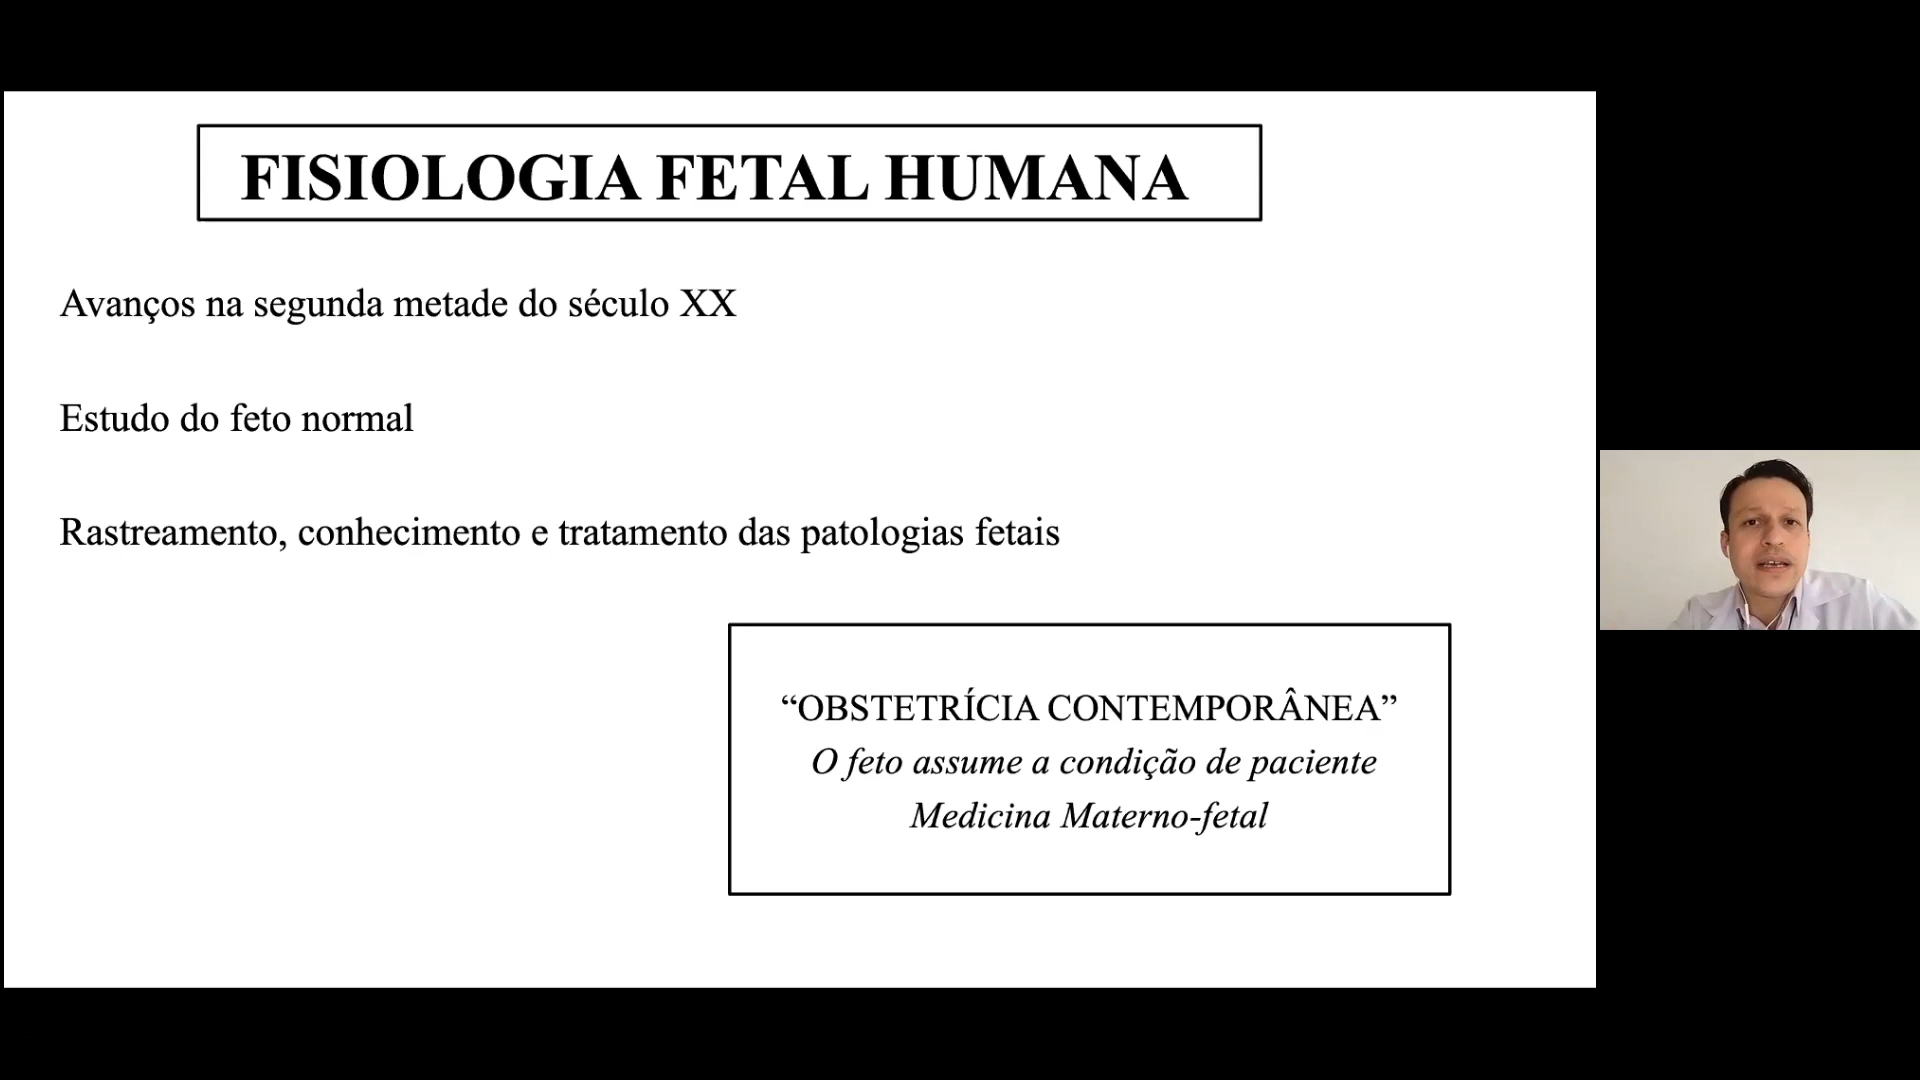 FISIOLOGIA FETAL HUMANA
Avanços na segunda metade do século XX
Estudo do feto normal
Rastreamento, conhecimento e tratamento das patologias fetais
“OBSTETRÍCIA CONTEMPORÂNEA”
O feto assume a condição de paciente
Medicina Materno-fetal